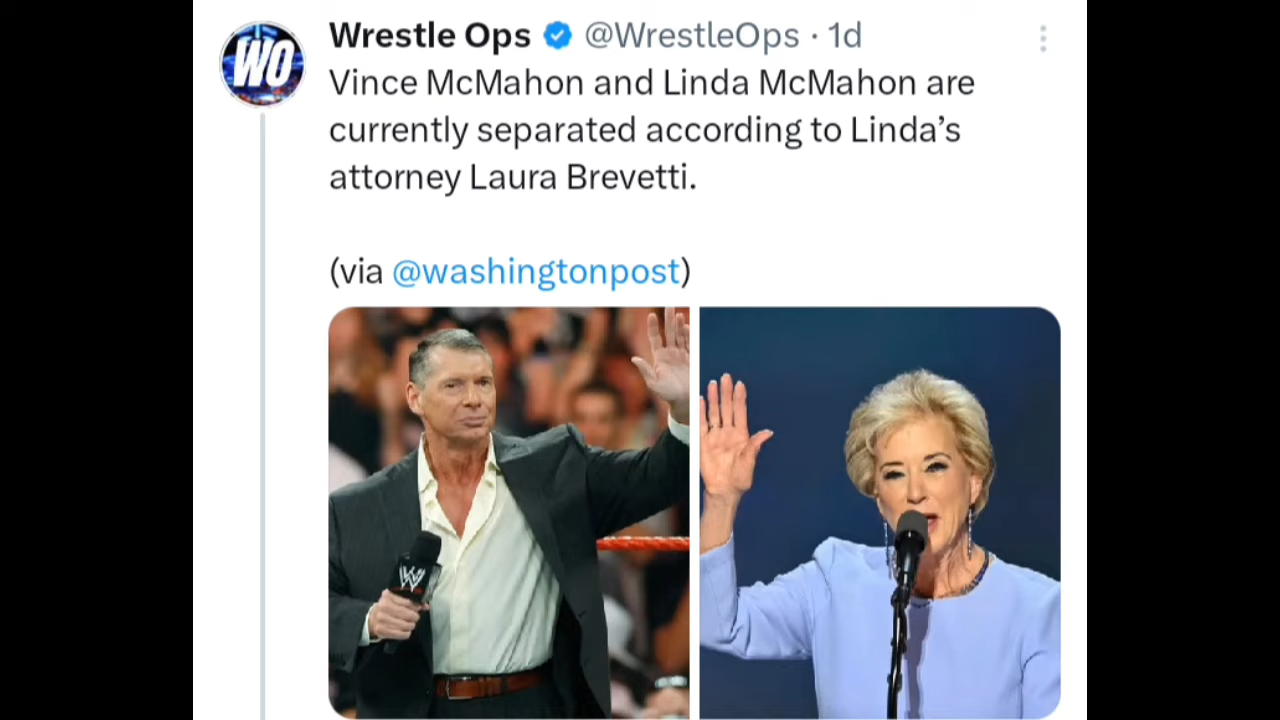 WO
Wrestle Ops @WrestleOps · 1d
Vince McMahon and Linda McMahon are
currently separated according to Linda’s
attorney Laura Brevetti.
(via @washingtonpost)
W